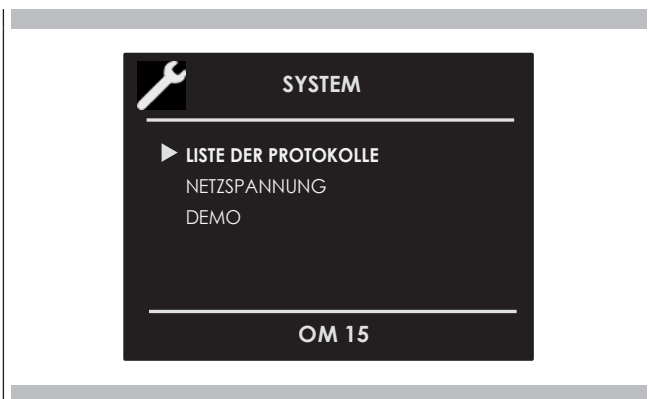 SYSTEM
LISTE DER PROTOKOLLE
NETZSPANNUNG
DEMO
OM 15